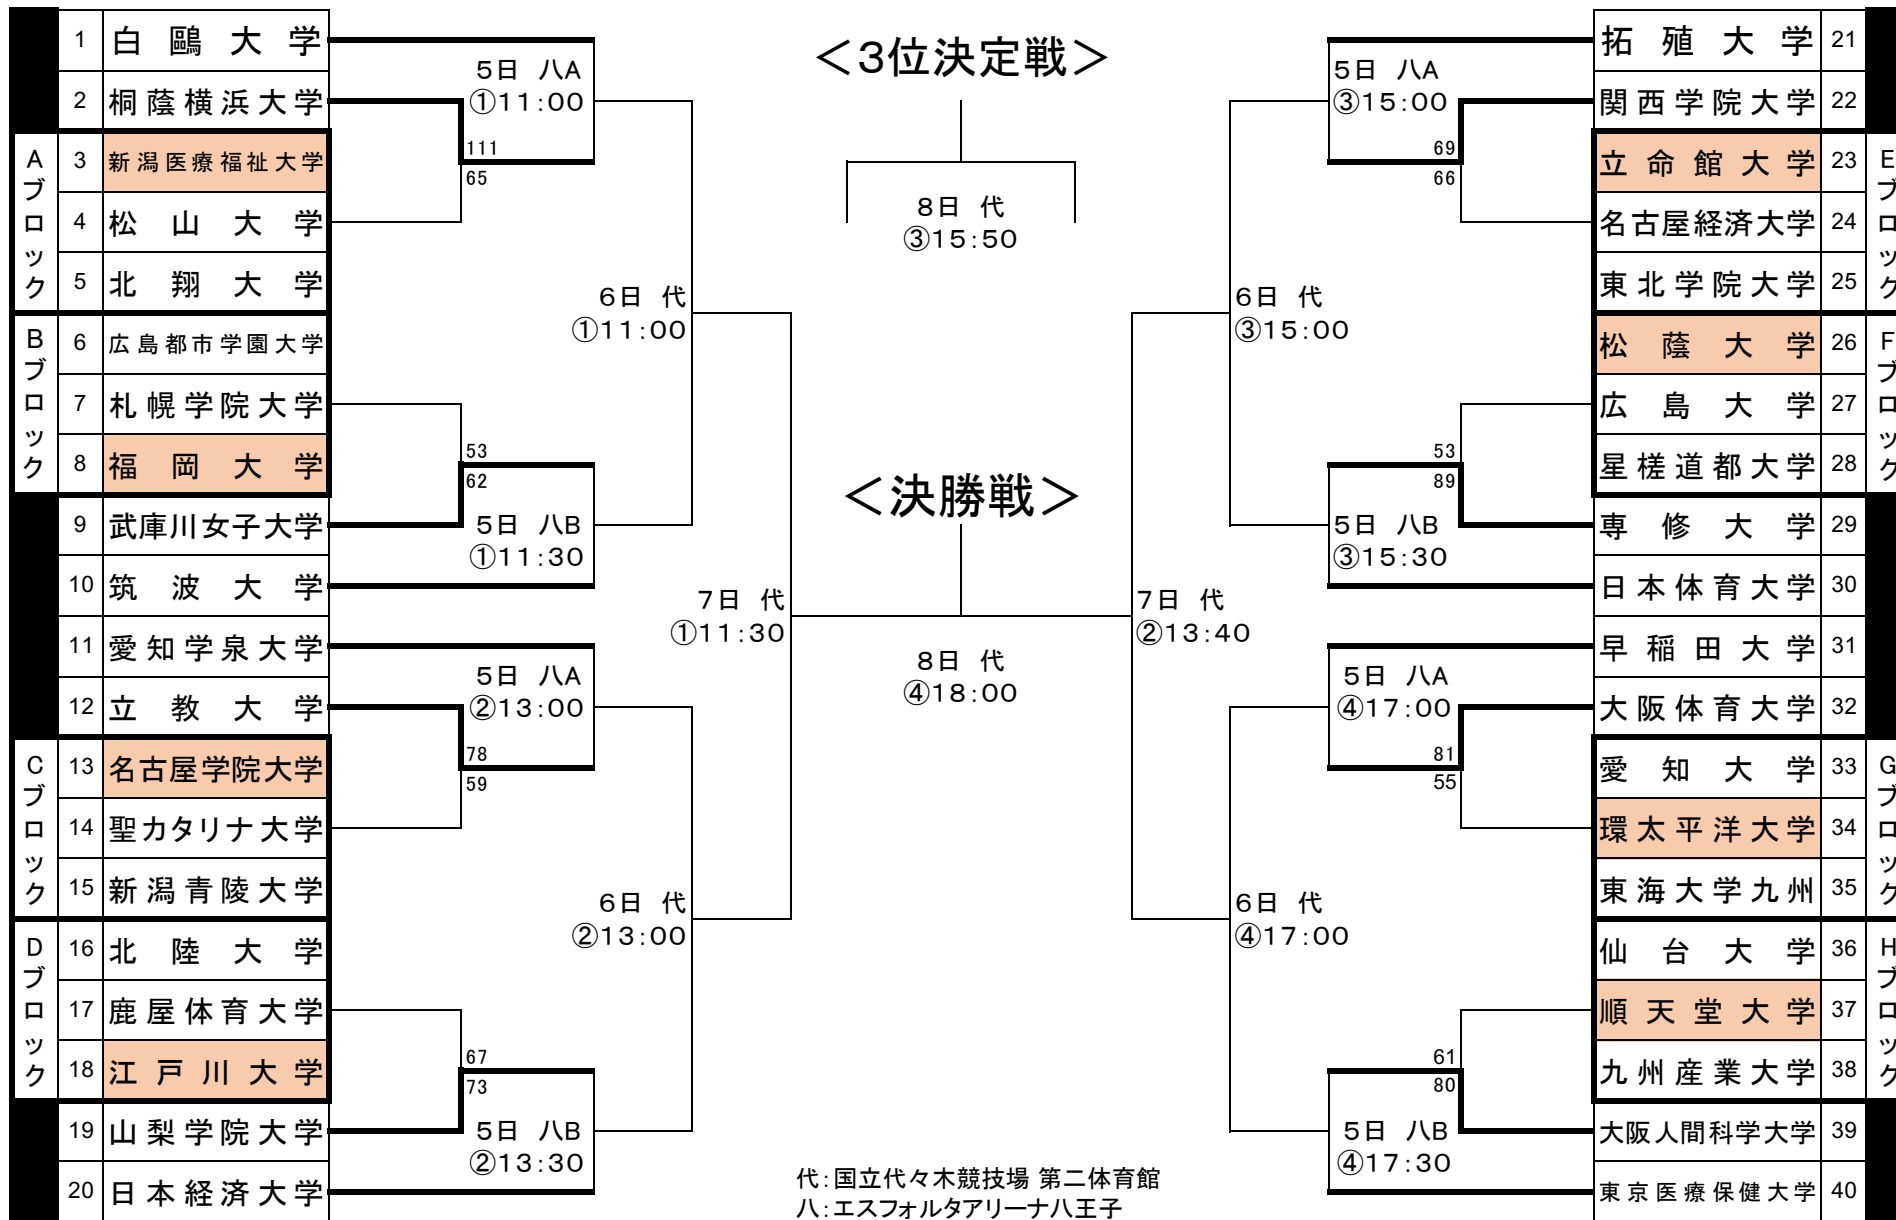 ＜3位決定戦＞
8日 代
③15:50
＜決勝戦＞
8日 代
④18:00
1 白鷗大学
2 桐蔭横浜大学
Aブロック
3 新潟医療福祉大学
4 松山大学
5 北翔大学
Bブロック
6 広島都市学園大学
7 札幌学院大学
8 福岡大学
9 武庫川女子大学
10 筑波大学
11 愛知学泉大学
12 立教大学
Cブロック
13 名古屋学院大学
14 聖カタリナ大学
15 新潟青陵大学
Dブロック
16 北陸大学
17 鹿屋体育大学
18 江戸川大学
19 山梨学院大学
20 日本経済大学
5日 八A
①11:00
111
65
6日 代
①11:00
53
62
5日 八B
①11:30
7日 代
①11:30
5日 八A
②13:00
78
59
6日 代
②13:00
67
73
5日 八B
②13:30
5日 八A
③15:00
69
66
6日 代
③15:00
53
89
5日 八B
③15:30
7日 代
②13:40
5日 八A
④17:00
81
55
6日 代
④17:00
61
80
5日 八B
④17:30
拓殖大学 21
関西学院大学 22
立命館大学 23
Eブロック
名古屋経済大学 24
東北学院大学 25
松蔭大学 26
Fブロック
広島大学 27
星槎道都大学 28
専修大学 29
日本体育大学 30
早稲田大学 31
大阪体育大学 32
愛知大学 33
Gブロック
環太平洋大学 34
東海大学九州 35
仙台大学 36
Hブロック
順天堂大学 37
九州産業大学 38
大阪人間科学大学 39
東京医療保健大学 40
代：国立代々木競技場 第二体育館
八：エスフォルタアリーナ八王子